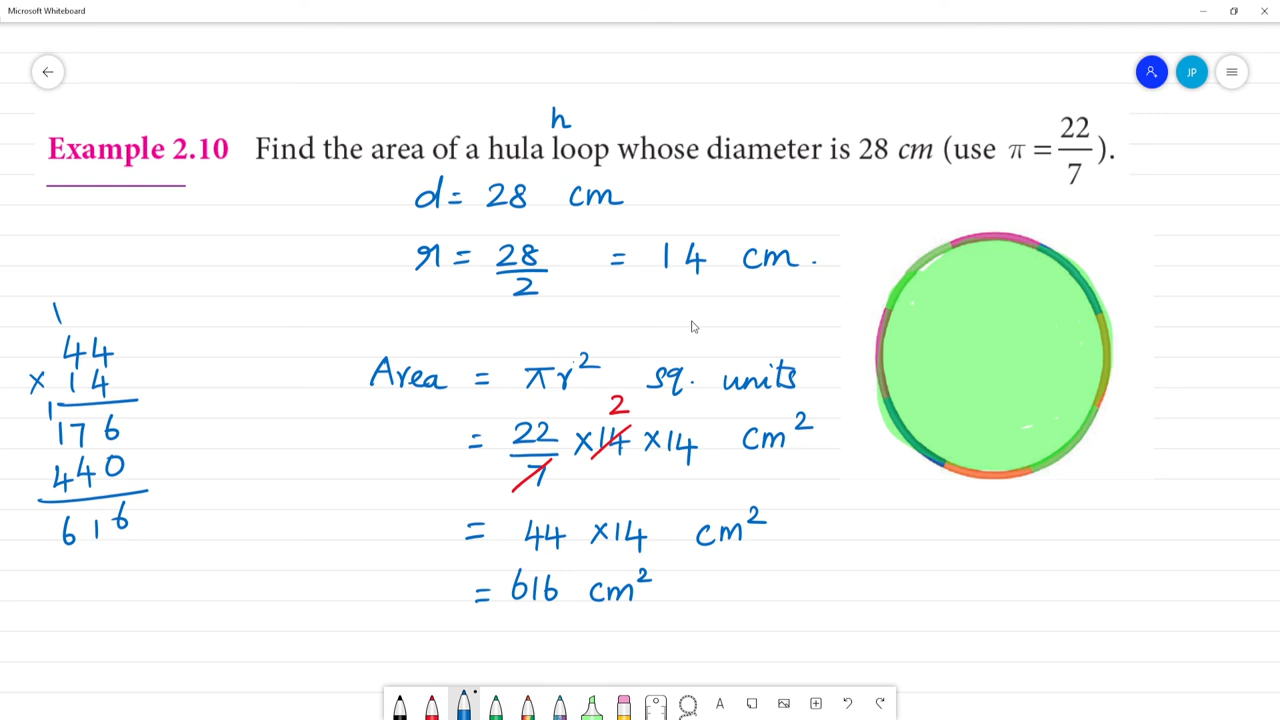 Microsoft Whiteboard
JP
h
Example 2.10 Find the area of a hula loop whose diameter is 28 cm (use π = 22/7).
d = 28 cm
r = 28/2 = 14 cm.
Area = πr² sq. units
2
= 22/7 × 14 × 14 cm²
= 44 × 14 cm²
= 616 cm²
1
44
× 14
1
176
440
616
A